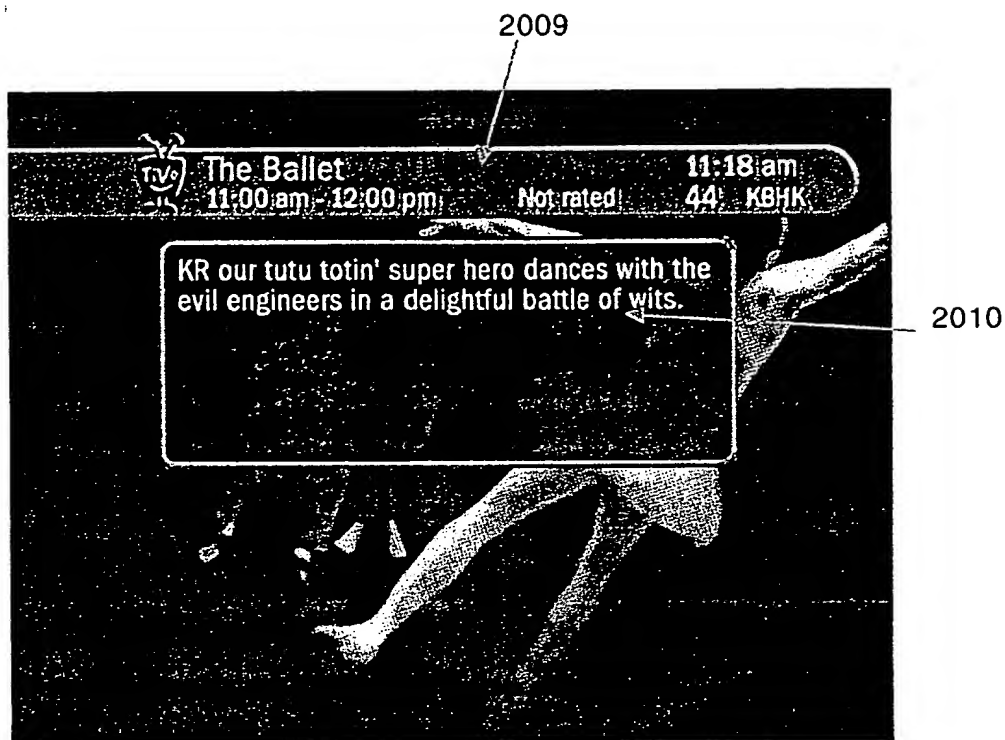 2009
TiVo
The Ballet
11:18 am
11:00 am - 12:00 pm
Not rated
44
KBHK
KR our tutu totin' super hero dances with the
evil engineers in a delightful battle of wits.
2010